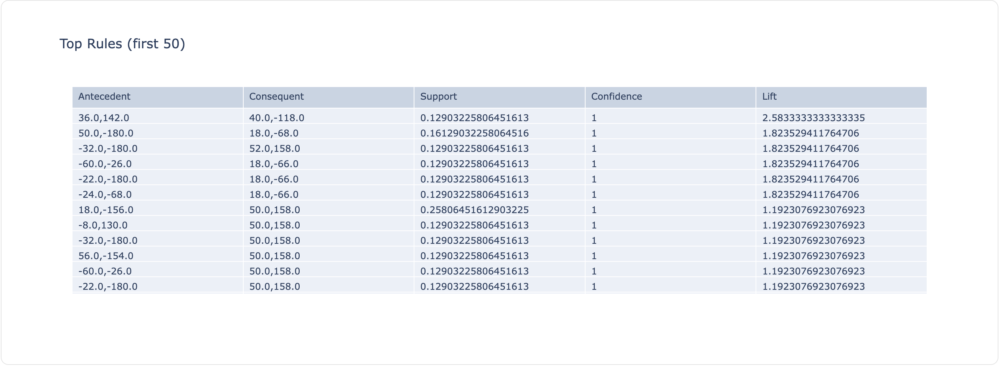 Top Rules (first 50)
Antecedent Consequent Support Confidence Lift
36.0,142.0 40.0,-118.0 0.12903225806451613 1 2.5833333333333335
50.0,-180.0 18.0,-68.0 0.16129032258064516 1 1.823529411764706
-32.0,-180.0 52.0,158.0 0.12903225806451613 1 1.823529411764706
-60.0,-26.0 18.0,-66.0 0.12903225806451613 1 1.823529411764706
-22.0,-180.0 18.0,-66.0 0.12903225806451613 1 1.823529411764706
-24.0,-68.0 18.0,-66.0 0.12903225806451613 1 1.823529411764706
18.0,-156.0 50.0,158.0 0.25806451612903225 1 1.1923076923076923
-8.0,130.0 50.0,158.0 0.12903225806451613 1 1.1923076923076923
-32.0,-180.0 50.0,158.0 0.12903225806451613 1 1.1923076923076923
56.0,-154.0 50.0,158.0 0.12903225806451613 1 1.1923076923076923
-60.0,-26.0 50.0,158.0 0.12903225806451613 1 1.1923076923076923
-22.0,-180.0 50.0,158.0 0.12903225806451613 1 1.1923076923076923